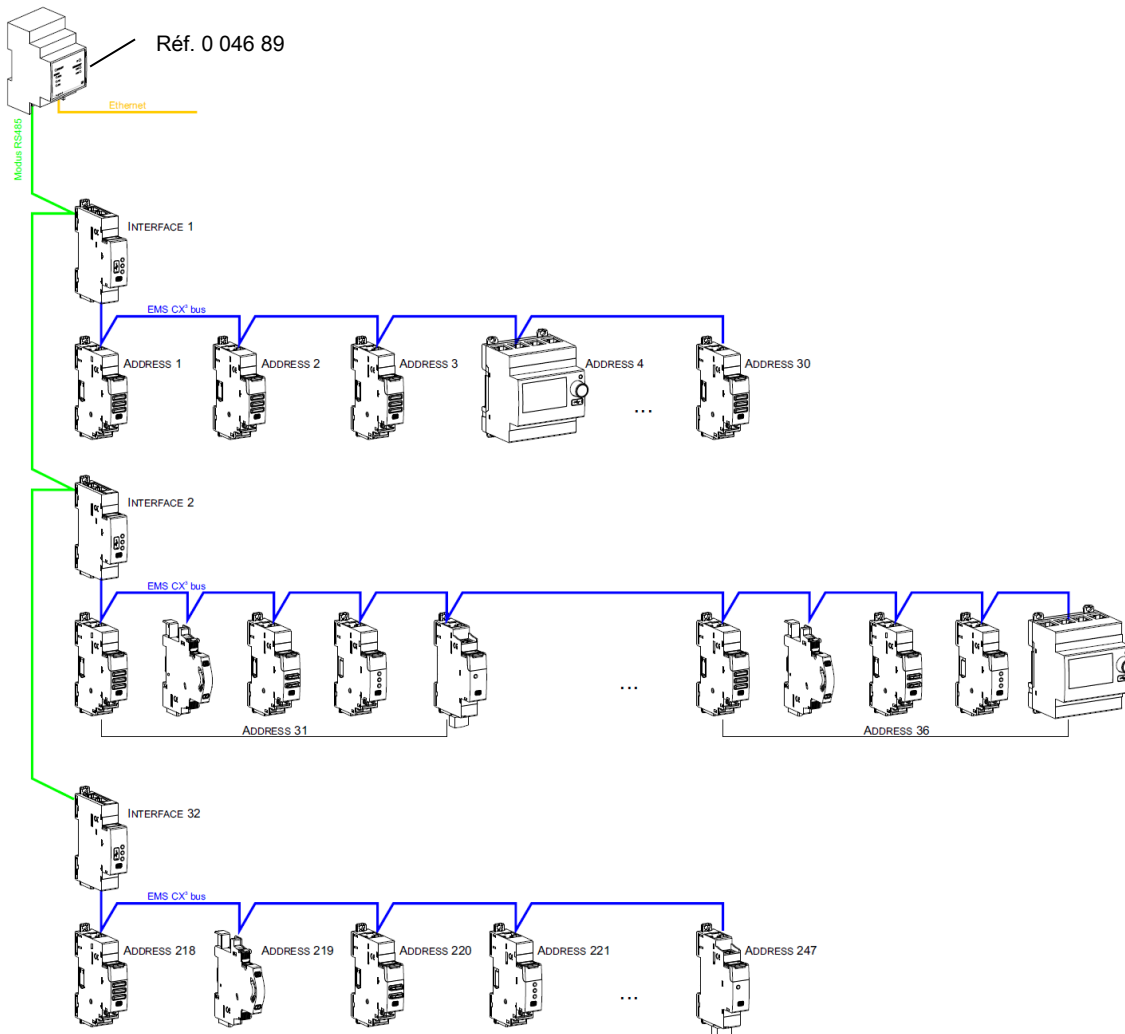 Réf. 0 046 89
Ethernet
Modus RS485
INTERFACE 1
EMS CX³ bus
ADDRESS 1
ADDRESS 2
ADDRESS 3
ADDRESS 4
ADDRESS 30
...
INTERFACE 2
EMS CX³ bus
...
ADDRESS 31
ADDRESS 36
INTERFACE 32
EMS CX³ bus
ADDRESS 218
ADDRESS 219
ADDRESS 220
ADDRESS 221
ADDRESS 247
...